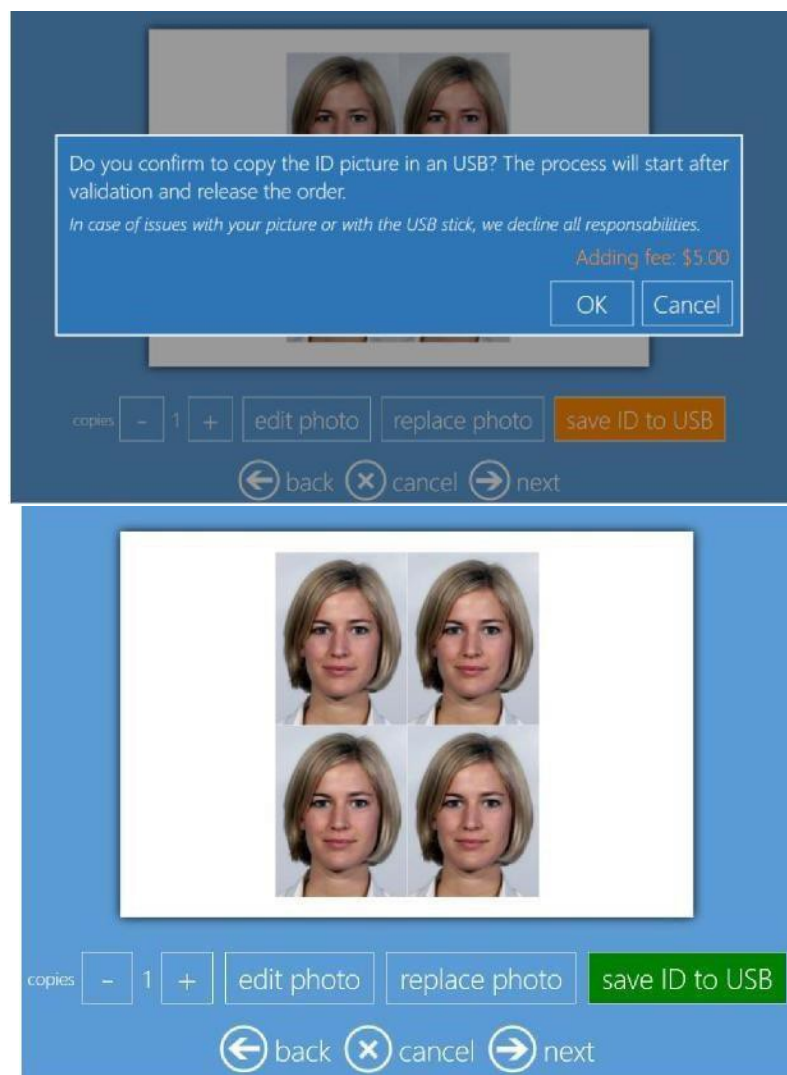 Do you confirm to copy the ID picture in an USB? The process will start after
validation and release the order.
In case of issues with your picture or with the USB stick, we decline all responsabilities.
Adding fee: $5.00
OK Cancel
copies - 1 + edit photo replace photo save ID to USB
back cancel next
copies - 1 + edit photo replace photo save ID to USB
back cancel next